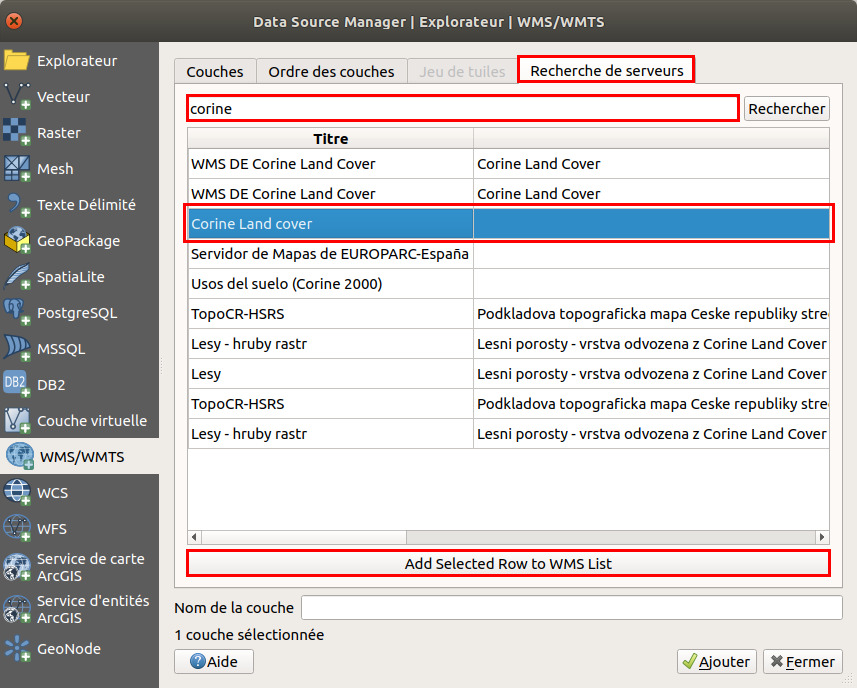 Data Source Manager | Explorateur | WMS/WMTS
Explorateur
Vecteur
Raster
Mesh
Texte Délimité
GeoPackage
SpatiaLite
PostgreSQL
MSSQL
DB2
DB2
Couche virtuelle
WMS/WMTS
WCS
WFS
Service de carte
ArcGIS
Service d'entités
ArcGIS
GeoNode
Couches
Ordre des couches
Jeu de tuiles
Recherche de serveurs
corine
Rechercher
Titre
WMS DE Corine Land Cover Corine Land Cover
WMS DE Corine Land Cover Corine Land Cover
Corine Land cover
Servidor de Mapas de EUROPARC-España
Usos del suelo (Corine 2000)
TopoCR-HSRS Podkladova topograficka mapa Ceske republiky stre
Lesy - hruby rastr Lesni porosty - vrstva odvozena z Corine Land Cover
Lesy Lesni porosty - vrstva odvozena z Corine Land Cover
TopoCR-HSRS Podkladova topograficka mapa Ceske republiky stre
Lesy - hruby rastr Lesni porosty - vrstva odvozena z Corine Land Cover
Add Selected Row to WMS List
Nom de la couche
1 couche sélectionnée
Aide
Ajouter
Fermer